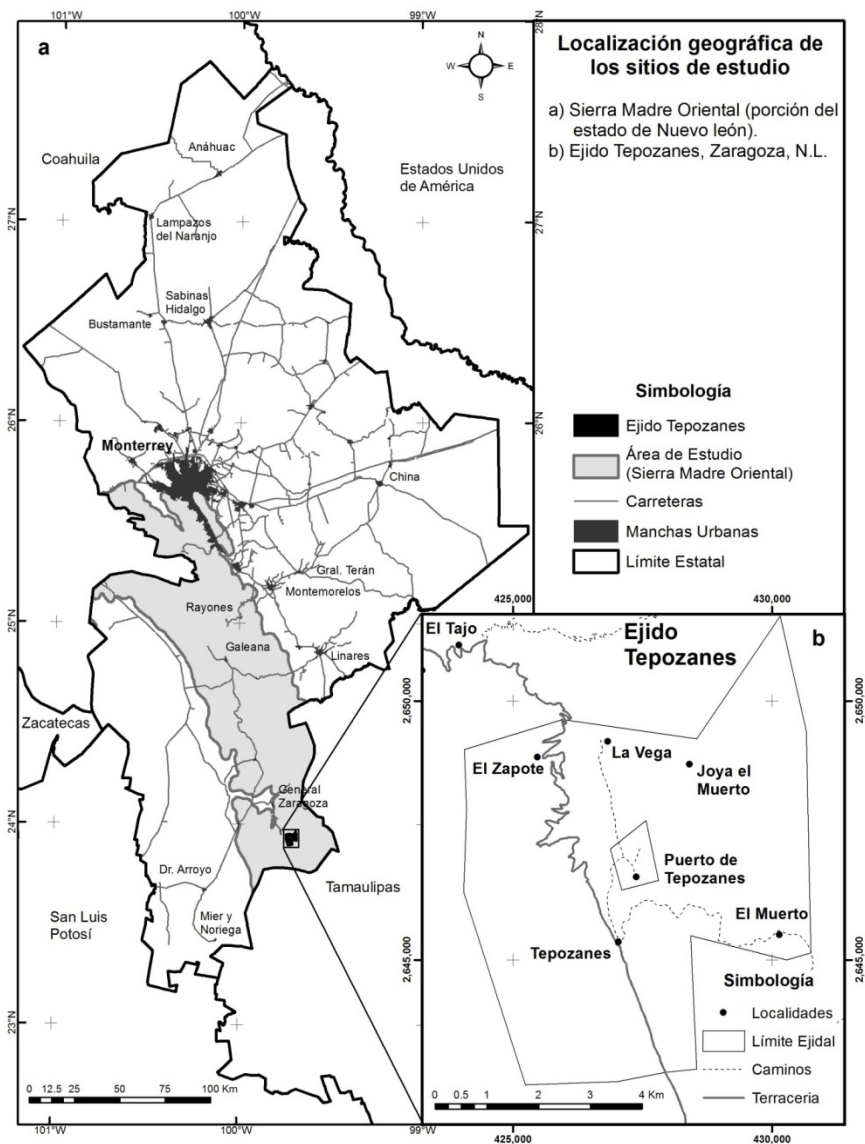 101°W
100°W
99°W
28°N
a
N
W
E
S
Localización geográfica de
los sitios de estudio
a) Sierra Madre Oriental (porción del
estado de Nuevo león).
b) Ejido Tepozanes, Zaragoza, N.L.
Coahuila
Anáhuac
Estados Unidos
de América
27°N
27°N
Lampazos
del Naranjo
Sabinas
Hidalgo
Bustamante
26°N
26°N
Monterrey
China
Simbología
Ejido Tepozanes
Área de Estudio
(Sierra Madre Oriental)
Carreteras
Manchas Urbanas
Límite Estatal
Gral. Terán
Montemorelos
Rayones
25°N
Galeana
Linares
Zacatecas
General
Zaragoza
24°N
Dr. Arroyo
Tamaulipas
San Luis
Potosí
Mier y
Noriega
23°N
0 12.5 25 50 75 100 Km
101°W
100°W
99°W
425,000
430,000
El Tajo
Ejido
Tepozanes
b
2,650,000
2,650,000
La Vega
El Zapote
Joya el
Muerto
Puerto de
Tepozanes
El Muerto
Tepozanes
2,645,000
2,645,000
Simbología
Localidades
Límite Ejidal
Caminos
Terraceria
0 0.5 1 2 3 4 Km
425,000
430,000